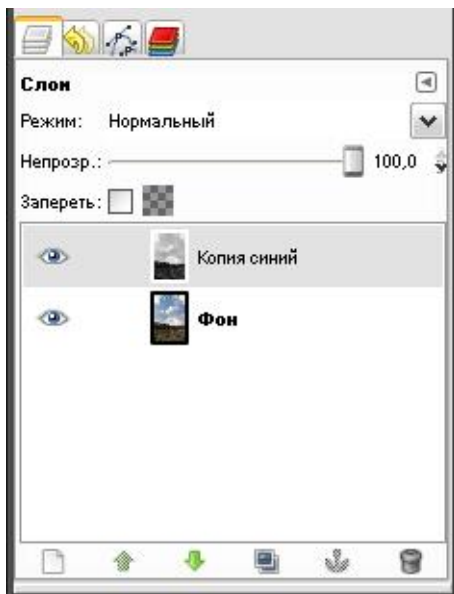 Слои
Режим: Нормальный
Непрозр.: 100,0
Запереть:
Копия синий
Фон